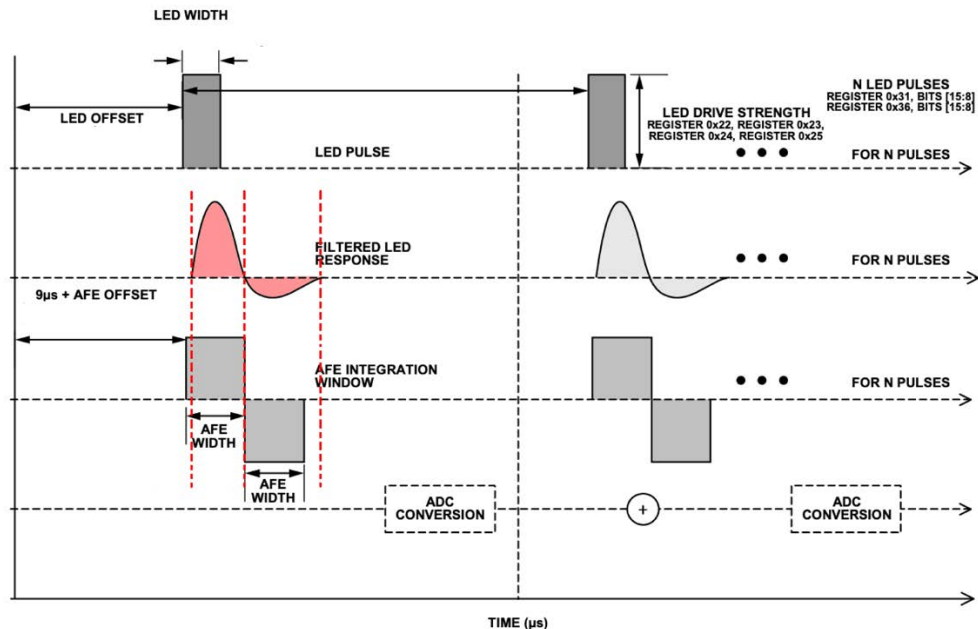 LED WIDTH
LED OFFSET
LED PULSE
N LED PULSES
REGISTER 0x31, BITS [15:8]
REGISTER 0x36, BITS [15:8]
LED DRIVE STRENGTH
REGISTER 0x22, REGISTER 0x23,
REGISTER 0x24, REGISTER 0x25
FOR N PULSES
FILTERED LED
RESPONSE
FOR N PULSES
9µs + AFE OFFSET
AFE INTEGRATION
WINDOW
FOR N PULSES
AFE
WIDTH
AFE
WIDTH
ADC
CONVERSION
+
ADC
CONVERSION
TIME (µs)